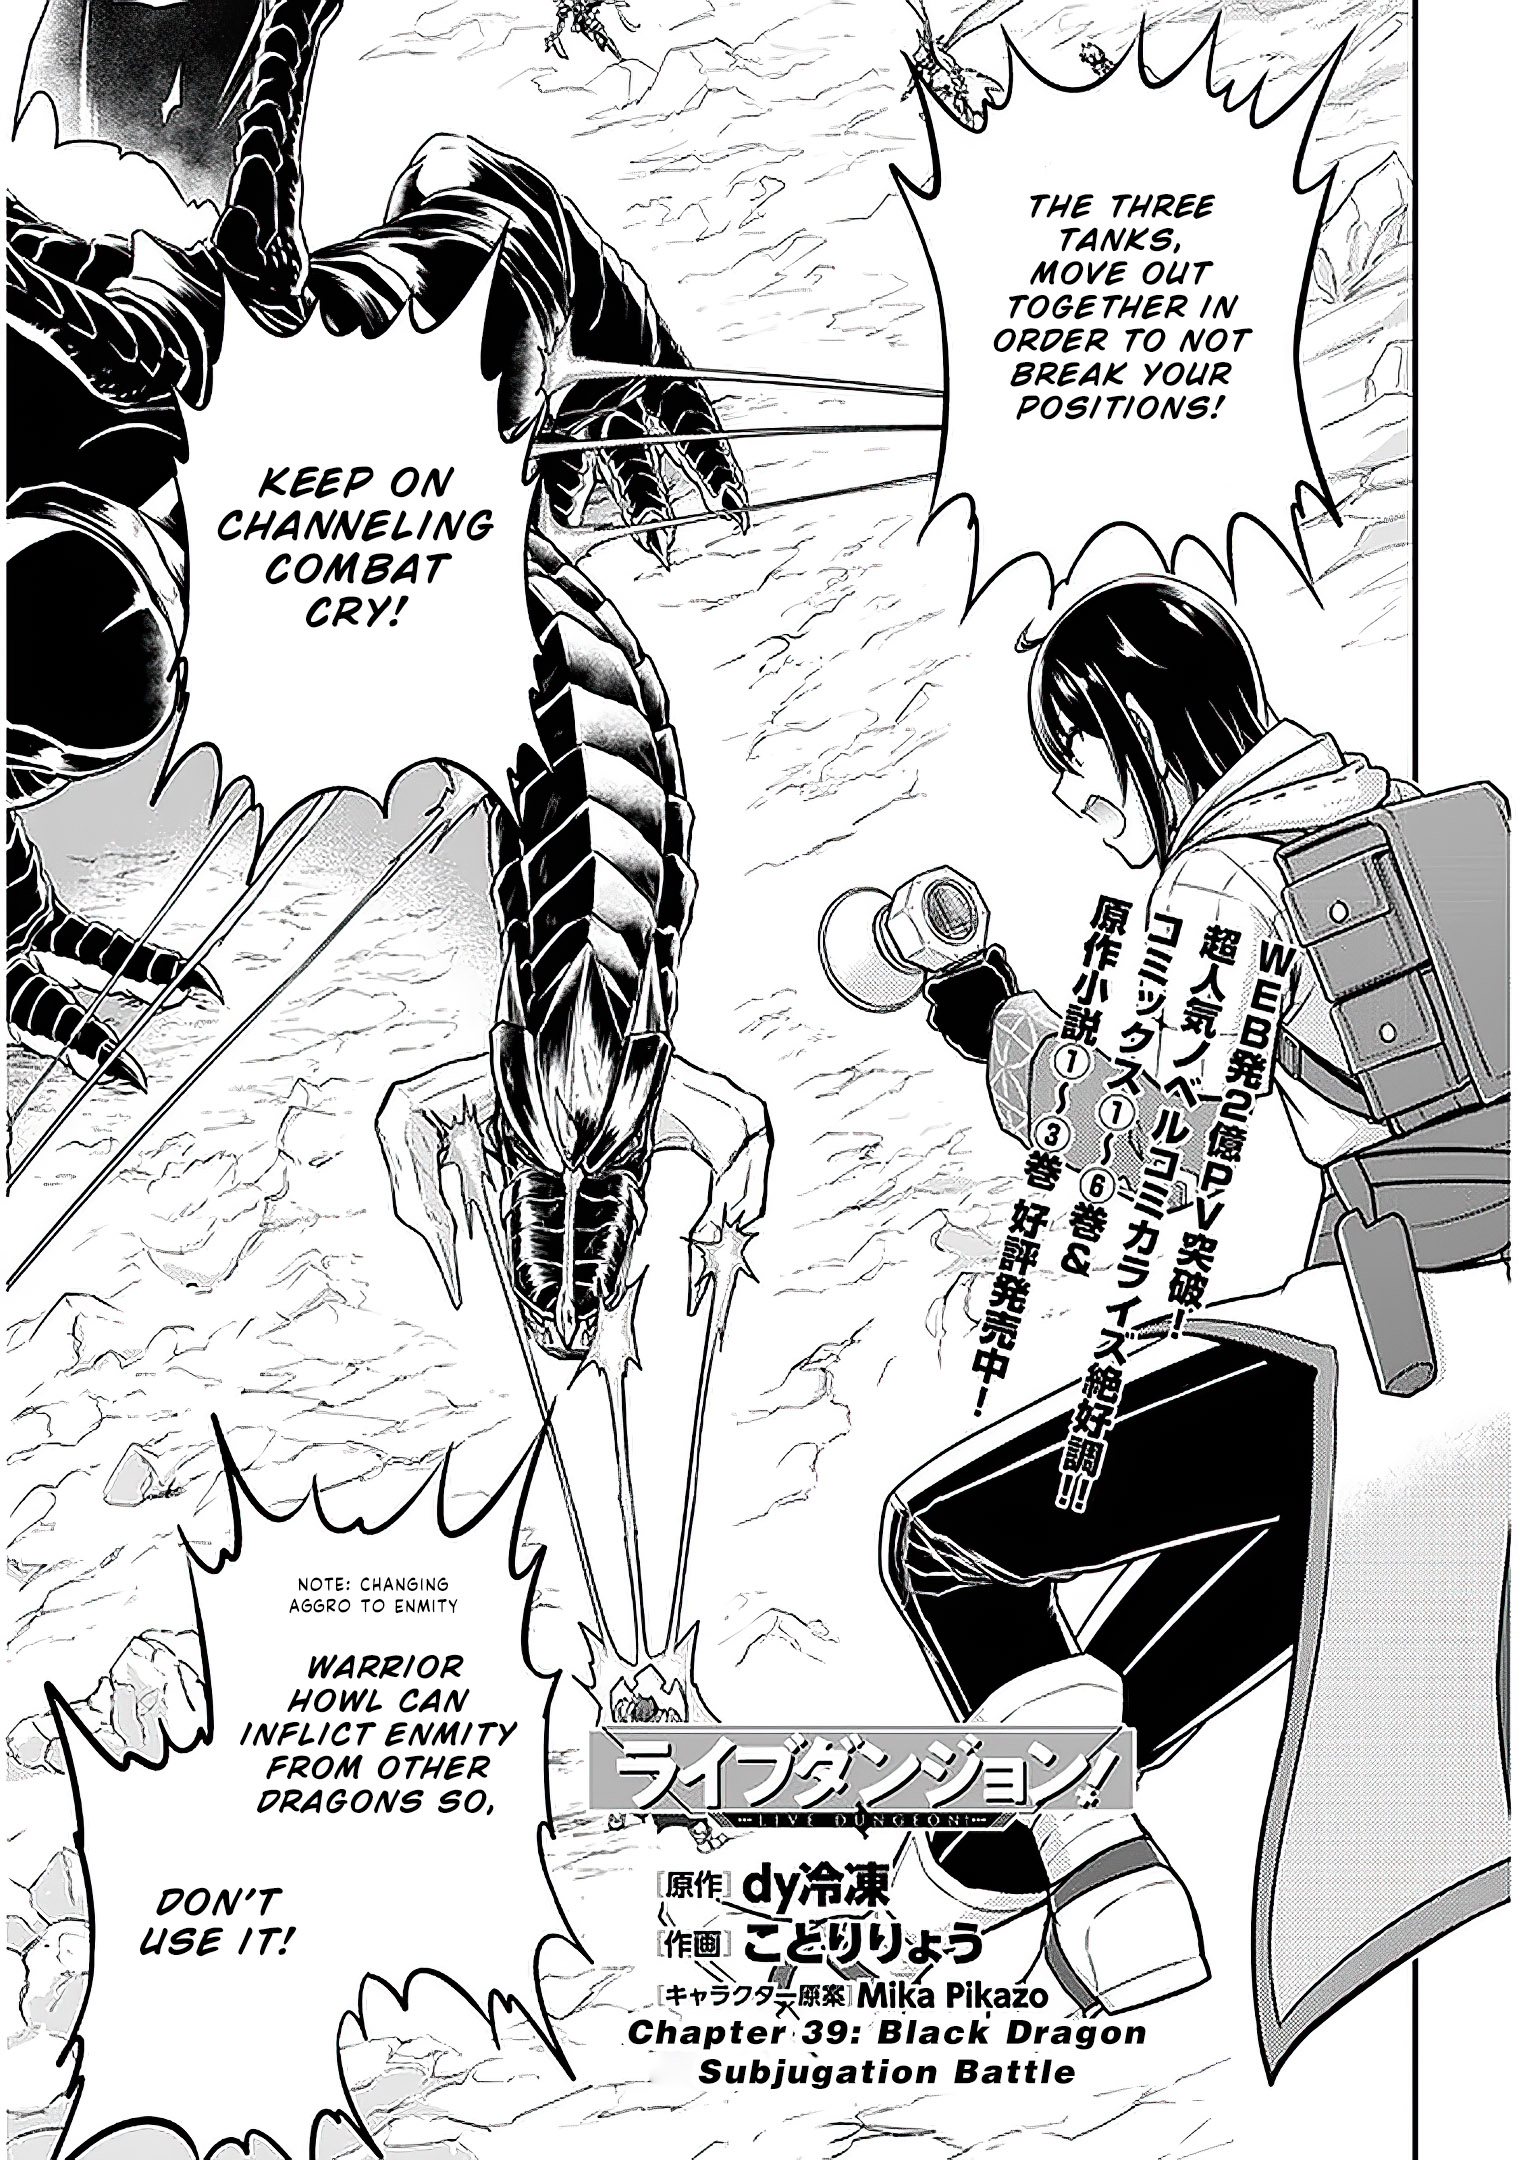 THE THREE
TANKS,
MOVE OUT
TOGETHER IN
ORDER TO NOT
BREAK YOUR
POSITIONS!
KEEP ON
CHANNELING
COMBAT
CRY!
WEB発2億PV突破!
超人気ノベルコミカライズ絶好調!!
コミックス①～⑥巻&
原作小説①～③巻 好評発売中!
NOTE: CHANGING
AGGRO TO ENMITY
WARRIOR
HOWL CAN
INFLICT ENMITY
FROM OTHER
DRAGONS SO,
DON'T
USE IT!
ライブダンジョン!
LIVE DUNGEON!
[原作] dy冷凍
[作画] ことりりょう
[キャラクター原案] Mika Pikazo
Chapter 39: Black Dragon
Subjugation Battle